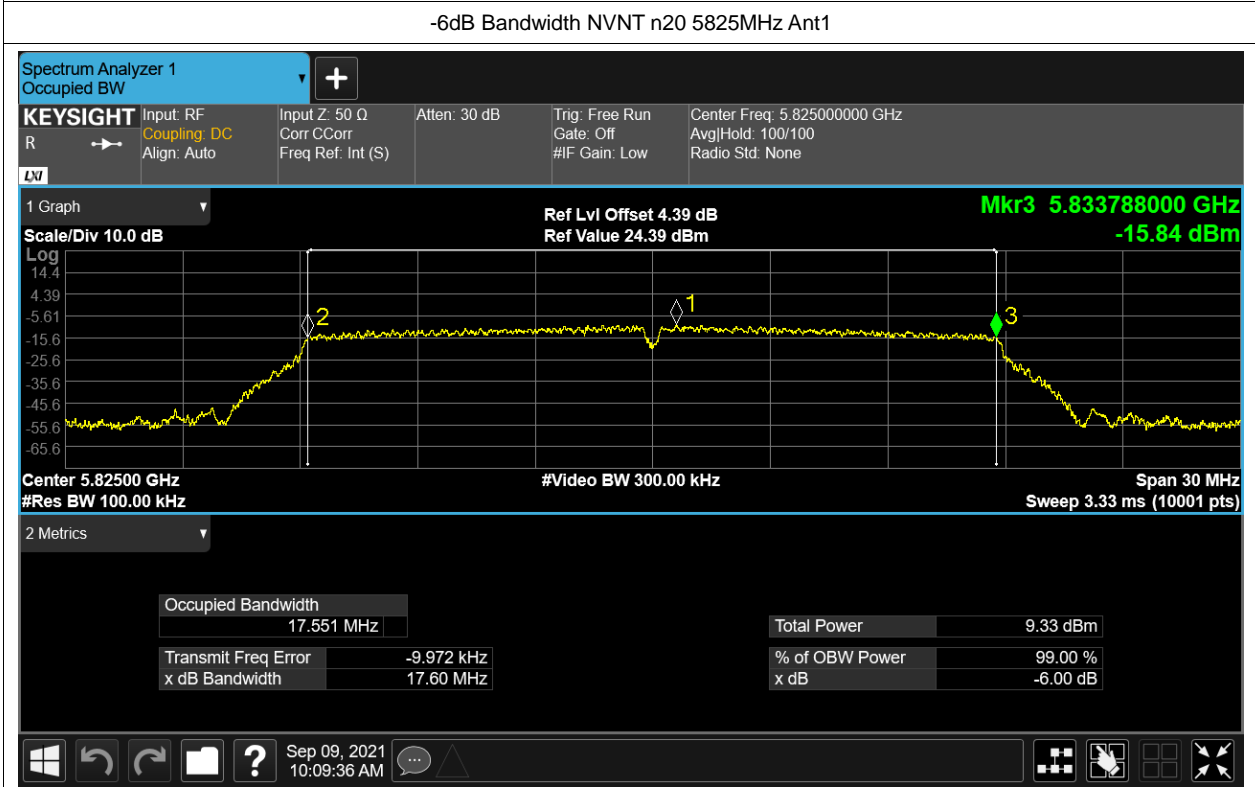 -6dB Bandwidth NVNT n20 5825MHz Ant1
Spectrum Analyzer 1
Occupied BW
KEYSIGHT
R
LXI
Input: RF
Coupling: DC
Align: Auto
Input Z: 50 Ω
Corr CCorr
Freq Ref: Int (S)
Atten: 30 dB
Trig: Free Run
Gate: Off
#IF Gain: Low
Center Freq: 5.825000000 GHz
Avg|Hold: 100/100
Radio Std: None
1 Graph
Scale/Div 10.0 dB
Ref Lvl Offset 4.39 dB
Ref Value 24.39 dBm
Mkr3 5.833788000 GHz
-15.84 dBm
Log
14.4
4.39
-5.61
-15.6
-25.6
-35.6
-45.6
-55.6
-65.6
2
1
3
Center 5.82500 GHz
#Video BW 300.00 kHz
Span 30 MHz
#Res BW 100.00 kHz
Sweep 3.33 ms (10001 pts)
2 Metrics
Occupied Bandwidth
17.551 MHz
Total Power 9.33 dBm
Transmit Freq Error -9.972 kHz
% of OBW Power 99.00 %
x dB Bandwidth 17.60 MHz
x dB -6.00 dB
?
Sep 09, 2021
10:09:36 AM